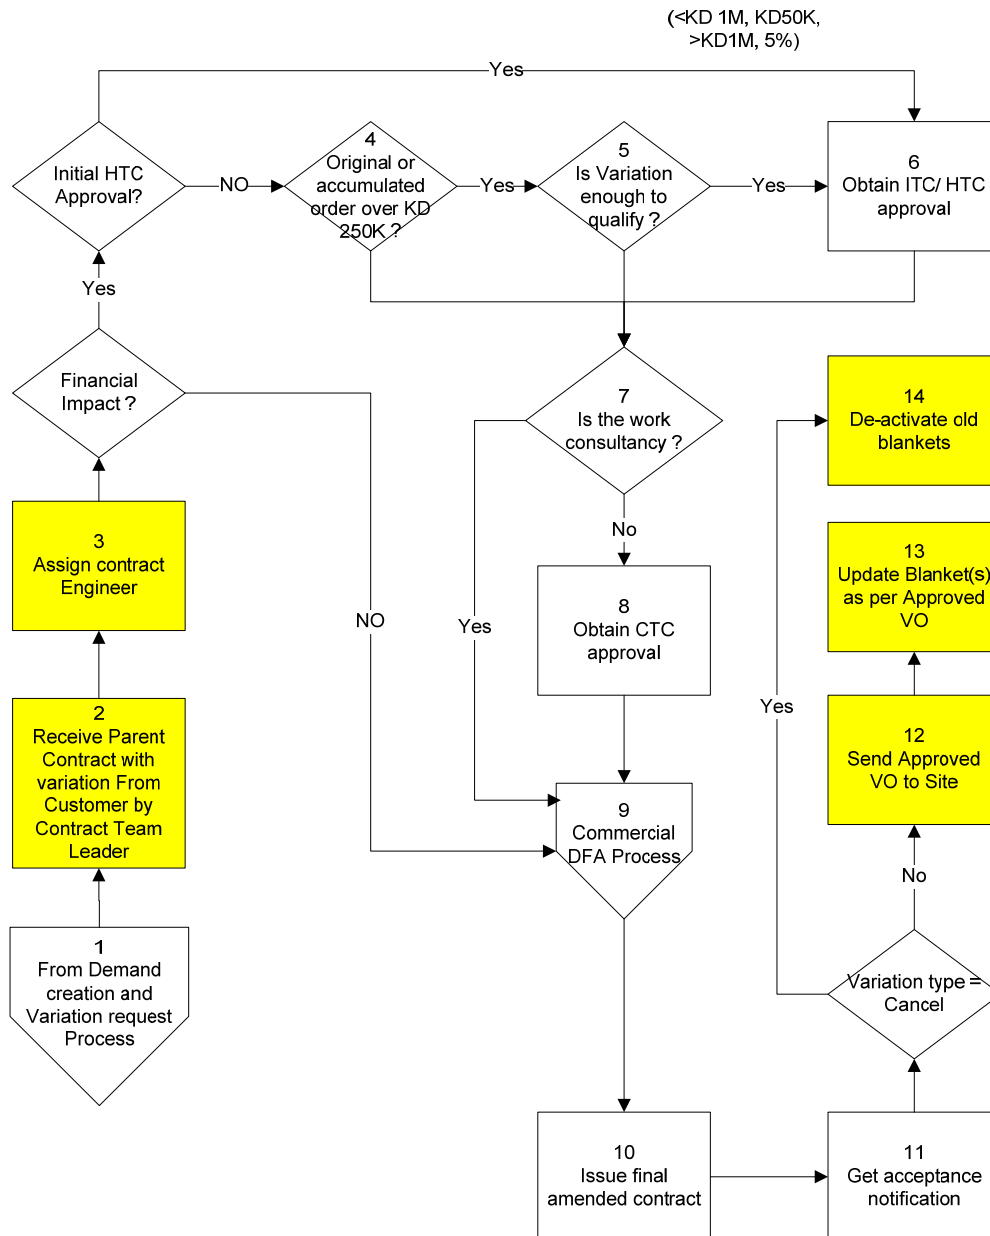 (<KD 1M, KD50K,
>KD1M, 5%)
Yes
Initial HTC
Approval?
NO
4
Original or
accumulated
order over KD
250K ?
Yes
5
Is Variation
enough to
qualify ?
Yes
6
Obtain ITC/ HTC
approval
Yes
Financial
Impact ?
NO
7
Is the work
consultancy ?
Yes
No
14
De-activate old
blankets
3
Assign contract
Engineer
8
Obtain CTC
approval
13
Update Blanket(s)
as per Approved
VO
2
Receive Parent
Contract with
variation From
Customer by
Contract Team
Leader
Yes
12
Send Approved
VO to Site
9
Commercial
DFA Process
No
1
From Demand
creation and
Variation request
Process
Variation type =
Cancel
10
Issue final
amended contract
11
Get acceptance
notification